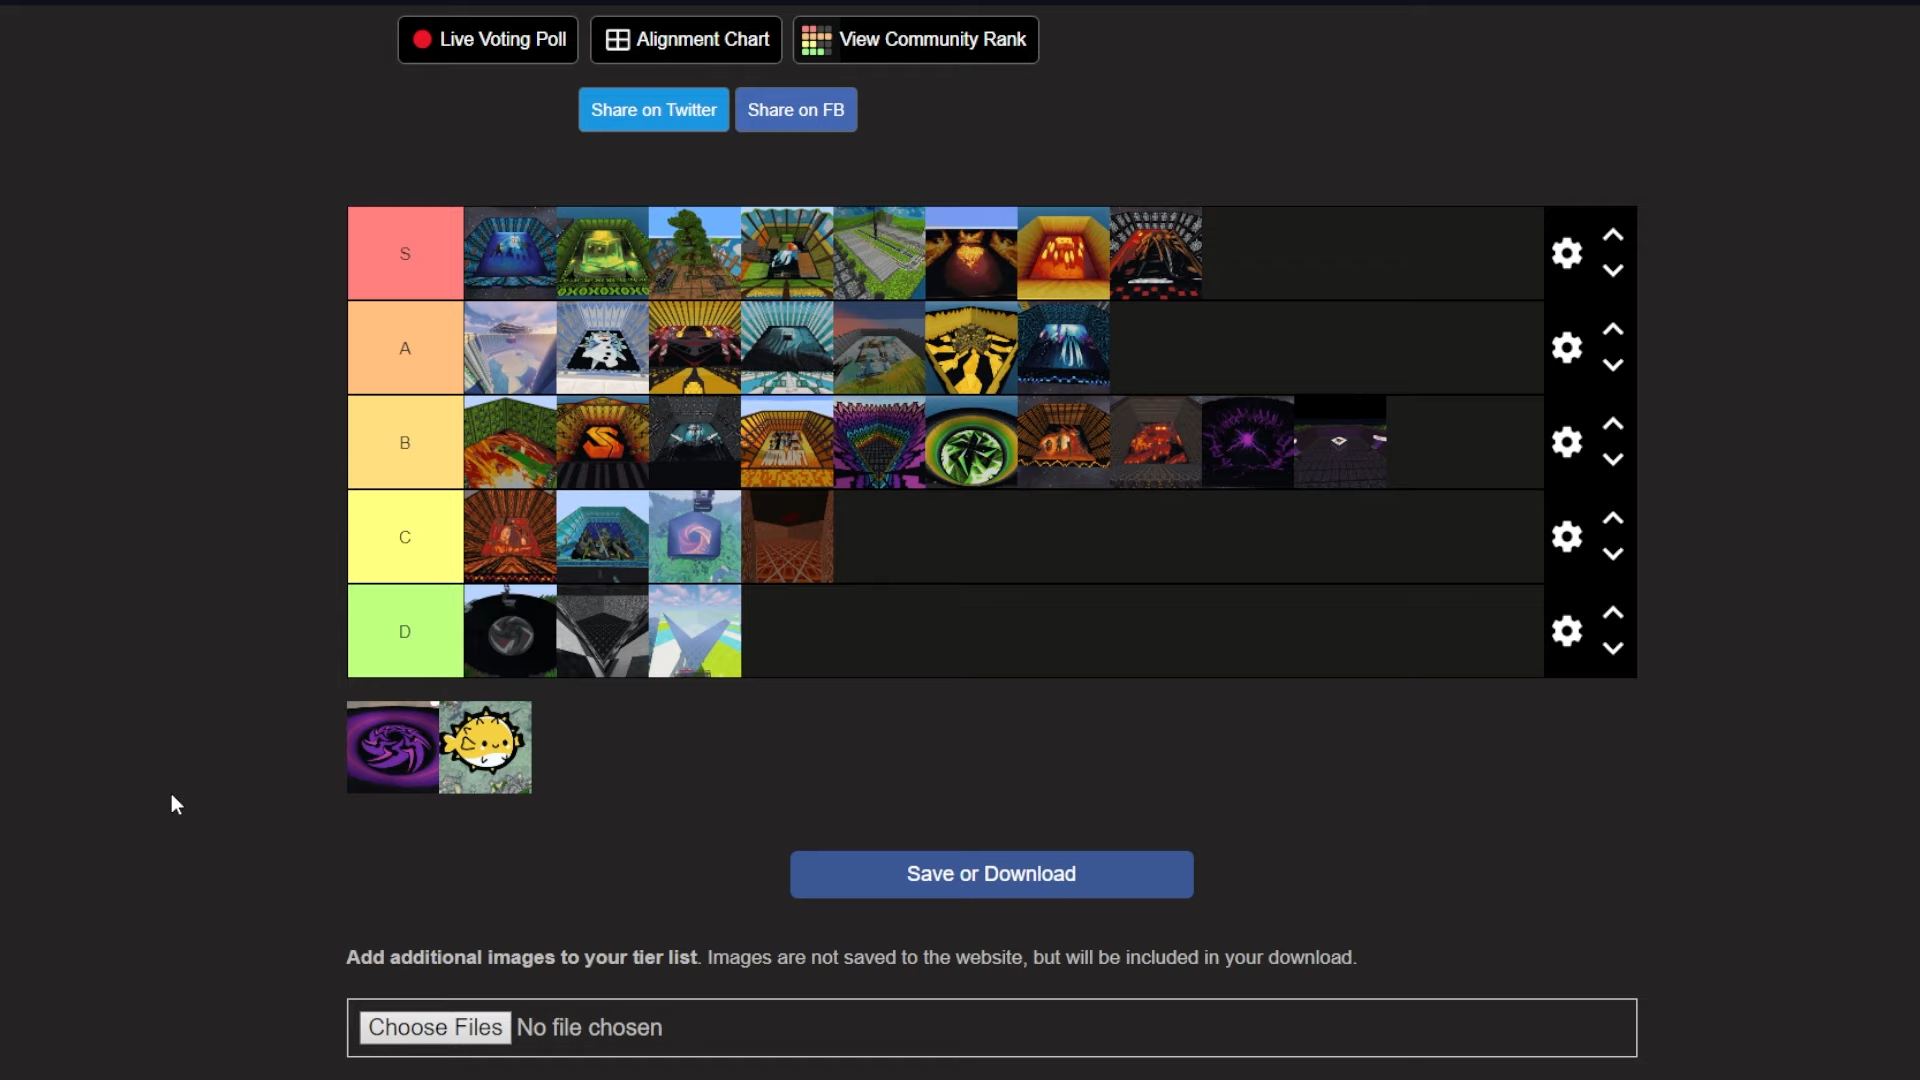 Live Voting Poll
Alignment Chart
View Community Rank
Share on Twitter
Share on FB
S
A
B
C
D
Save or Download
Add additional images to your tier list. Images are not saved to the website, but will be included in your download.
Choose Files No file chosen